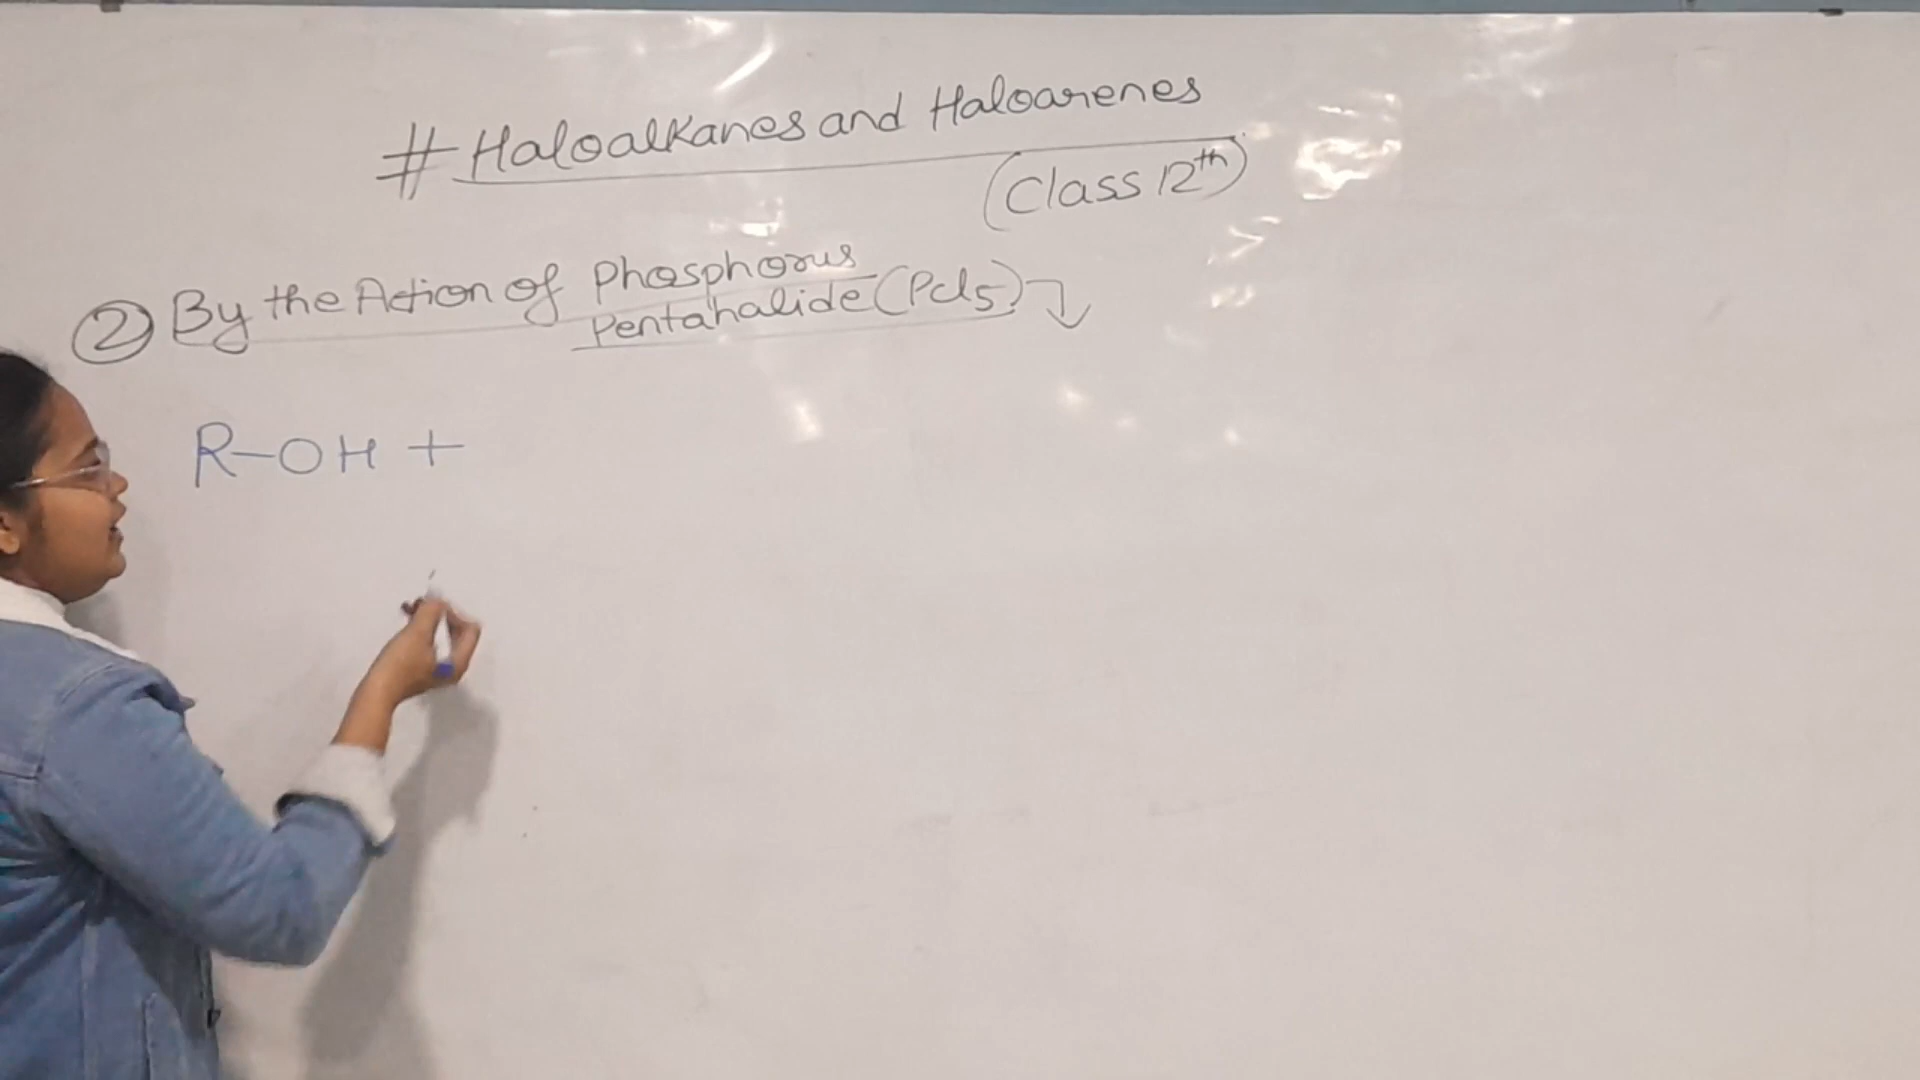 # Haloalkanes and Haloarenes
(Class 12th)
② By the Action of Phosphorus
Pentahalide (PCl5)
R-OH +